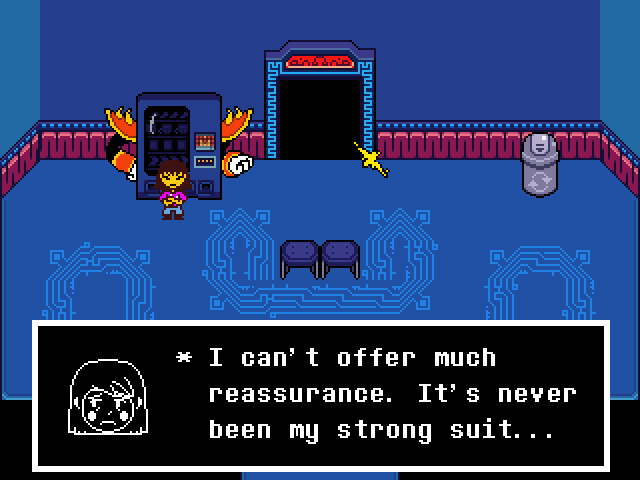 * I can't offer much
reassurance. It's never
been my strong suit...